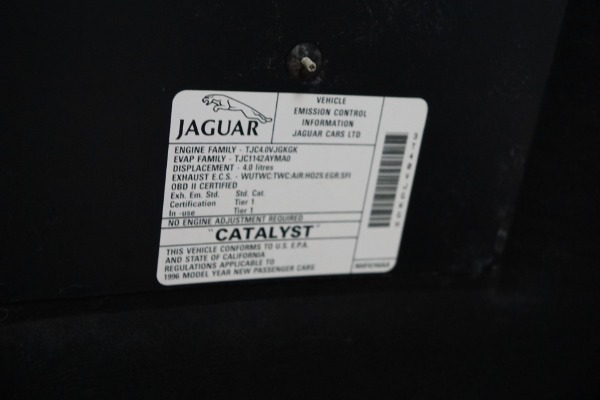 JAGUAR
VEHICLE
EMISSION CONTROL
INFORMATION
JAGUAR CARS LTD
ENGINE FAMILY - TJC4.0VJGKGK
EVAP FAMILY - TJC1142AYMA0
DISPLACEMENT - 4.0 litres
EXHAUST E.C.S. - WUTWC:TWC:AIR:HO2S:EGR:SFI
OBD II CERTIFIED
Exh. Em. Std. Std. Cat.
Certification Tier 1
In -use Tier 1
NO ENGINE ADJUSTMENT REQUIRED
"CATALYST"
THIS VEHICLE CONFORMS TO U.S. E.P.A.
AND STATE OF CALIFORNIA
REGULATIONS APPLICABLE TO
1996 MODEL YEAR NEW PASSENGER CARS